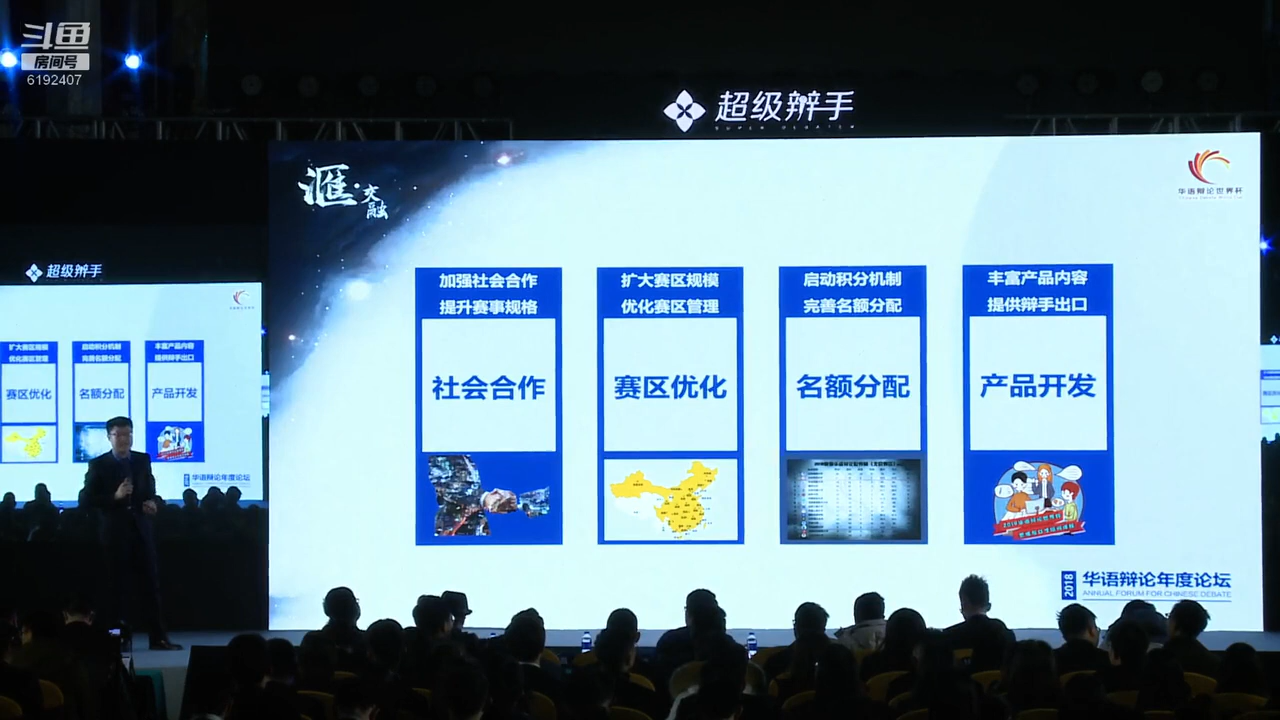 斗鱼
房间号
6192407
超级辩手
SUPER DEBATER
滙·交融
华语辩论世界杯
加强社会合作
提升赛事规格
社会合作
扩大赛区规模
优化赛区管理
赛区优化
启动积分机制
完善名额分配
名额分配
丰富产品内容
提供辩手出口
产品开发
2018
华语辩论年度论坛
ANNUAL FORUM FOR CHINESE DEBATE
超级辩手
扩大赛区规模
优化赛区管理
赛区优化
启动积分机制
完善名额分配
名额分配
丰富产品内容
提供辩手出口
产品开发
华语辩论年度论坛